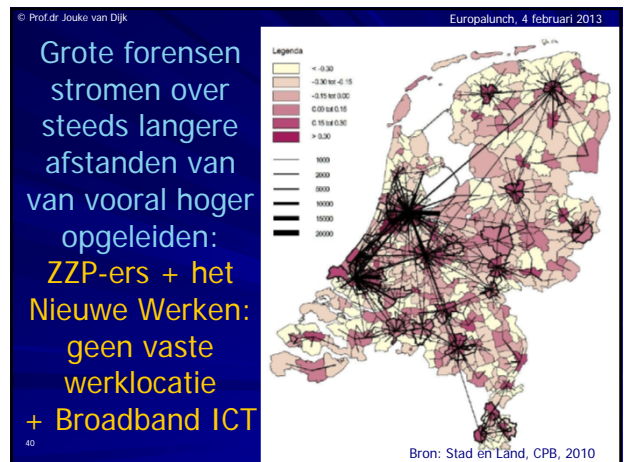 © Prof.dr Jouke van Dijk
Europalunch, 4 februari 2013
Grote forensen
stromen over
steeds langere
afstanden van
van vooral hoger
opgeleiden:
ZZP-ers + het
Nieuwe Werken:
geen vaste
werklocatie
+ Broadband ICT
40
Legenda
< -0.30
-0.30 tot -0.15
-0.15 tot 0.00
0.00 tot 0.15
0.15 tot 0.30
> 0.30
1000
2000
5000
10000
15000
20000
Bron: Stad en Land, CPB, 2010